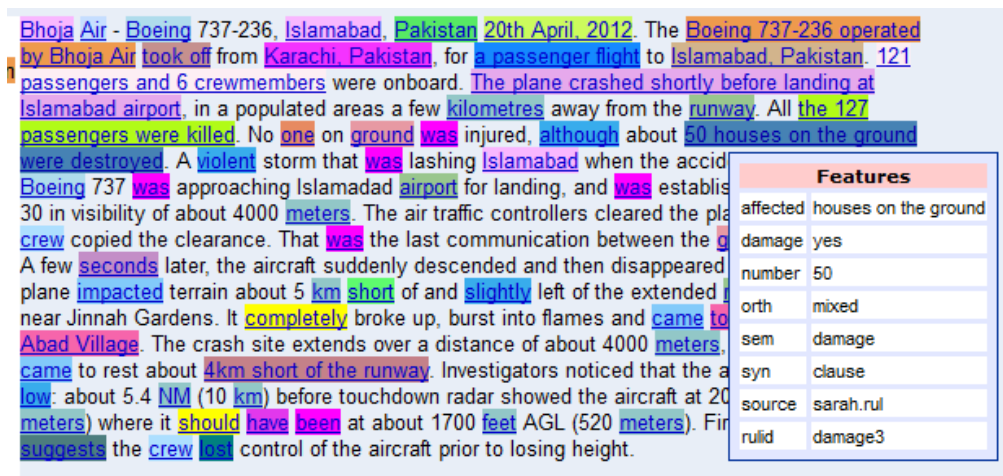 Bhoja Air - Boeing 737-236, Islamabad, Pakistan 20th April, 2012. The Boeing 737-236 operated
by Bhoja Air took off from Karachi, Pakistan, for a passenger flight to Islamabad, Pakistan. 121
passengers and 6 crewmembers were onboard. The plane crashed shortly before landing at
Islamabad airport, in a populated areas a few kilometres away from the runway. All the 127
passengers were killed. No one on ground was injured, although about 50 houses on the ground
were destroyed. A violent storm that was lashing Islamabad when the accid
Boeing 737 was approaching Islamadad airport for landing, and was establis
30 in visibility of about 4000 meters. The air traffic controllers cleared the pla
crew copied the clearance. That was the last communication between the g
A few seconds later, the aircraft suddenly descended and then disappeared
plane impacted terrain about 5 km short of and slightly left of the extended
near Jinnah Gardens. It completely broke up, burst into flames and came to
Abad Village. The crash site extends over a distance of about 4000 meters,
came to rest about 4km short of the runway. Investigators noticed that the a
low: about 5.4 NM (10 km) before touchdown radar showed the aircraft at 20
meters) where it should have been at about 1700 feet AGL (520 meters). Fir
suggests the crew lost control of the aircraft prior to losing height.
Features
affected houses on the ground
damage yes
number 50
orth mixed
sem damage
syn clause
source sarah.rul
rulid damage3